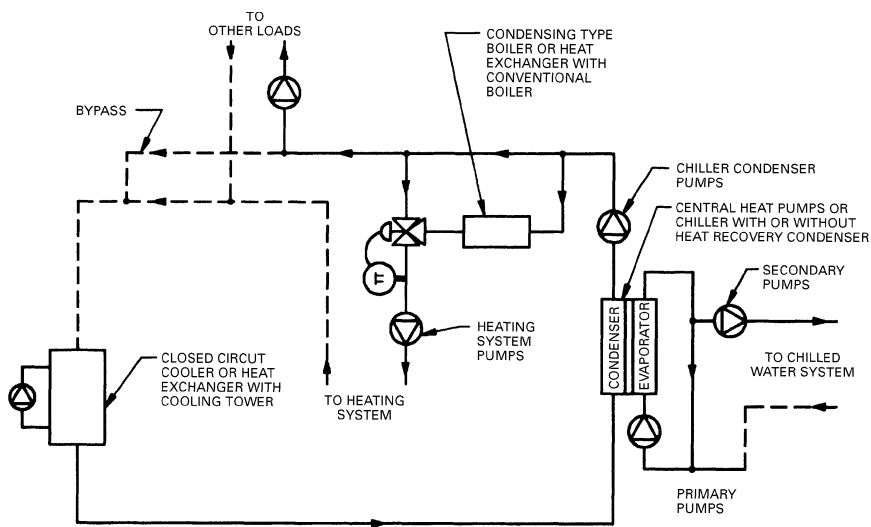 TO
OTHER LOADS
CONDENSING TYPE
BOILER OR HEAT
EXCHANGER WITH
CONVENTIONAL
BOILER
BYPASS
CHILLER CONDENSER
PUMPS
CENTRAL HEAT PUMPS OR
CHILLER WITH OR WITHOUT
HEAT RECOVERY CONDENSER
TT
SECONDARY
PUMPS
HEATING
SYSTEM
PUMPS
CONDENSER
EVAPORATOR
CLOSED CIRCUT
COOLER OR HEAT
EXCHANGER WITH
COOLING TOWER
TO CHILLED
WATER SYSTEM
TO HEATING
SYSTEM
PRIMARY
PUMPS